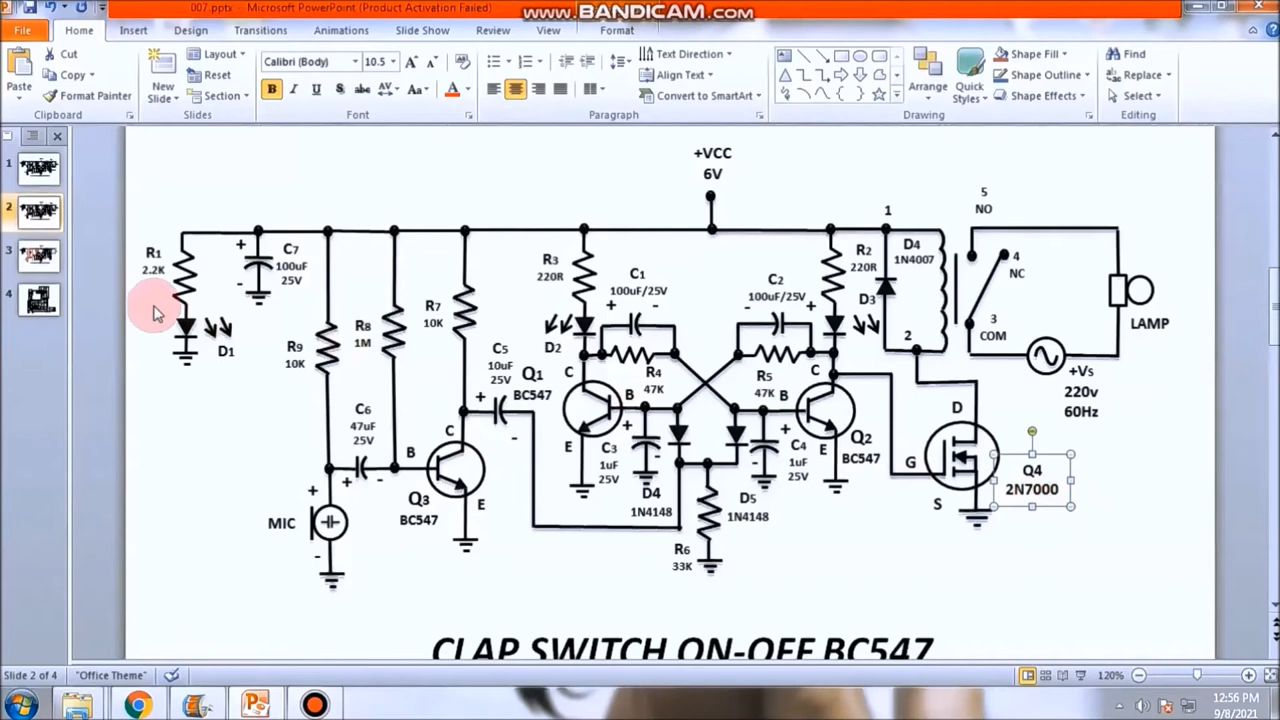 007.pptx - Microsoft PowerPoint (Product Activation Failed)
www.BANDICAM.com
File
Home
Insert
Design
Transitions
Animations
Slide Show
Review
View
Format
Cut
Copy
Format Painter
Paste
Clipboard
New
Slide
Layout
Reset
Section
Slides
Calibri (Body)
10.5
B I U S abc AV Aa A
Font
Text Direction
Align Text
Convert to SmartArt
Paragraph
Arrange
Quick
Styles
Shape Fill
Shape Outline
Shape Effects
Drawing
Find
Replace
Select
Editing
1
2
3
4
+VCC
6V
R1
2.2K
D1
+
C7
100uF
25V
-
R9
10K
R8
1M
R7
10K
C6
47uF
25V
+
-
MIC
+
-
B
C
E
Q3
BC547
C5
10uF
25V
+
-
Q1
BC547
R3
220R
D2
C1
100uF/25V
+
-
R4
47K
C
B
E
+
-
C3
1uF
25V
D4
1N4148
R6
33K
D5
1N4148
C2
100uF/25V
-
+
R5
47K
B
C
E
+
-
C4
1uF
25V
Q2
BC547
R2
220R
D3
1
D4
1N4007
2
5
NO
4
NC
3
COM
LAMP
+Vs
220v
60Hz
D
G
S
Q4
2N7000
CLAP SWITCH ON-OFF BC547
Slide 2 of 4
"Office Theme"
120%
12:56 PM
9/8/2021